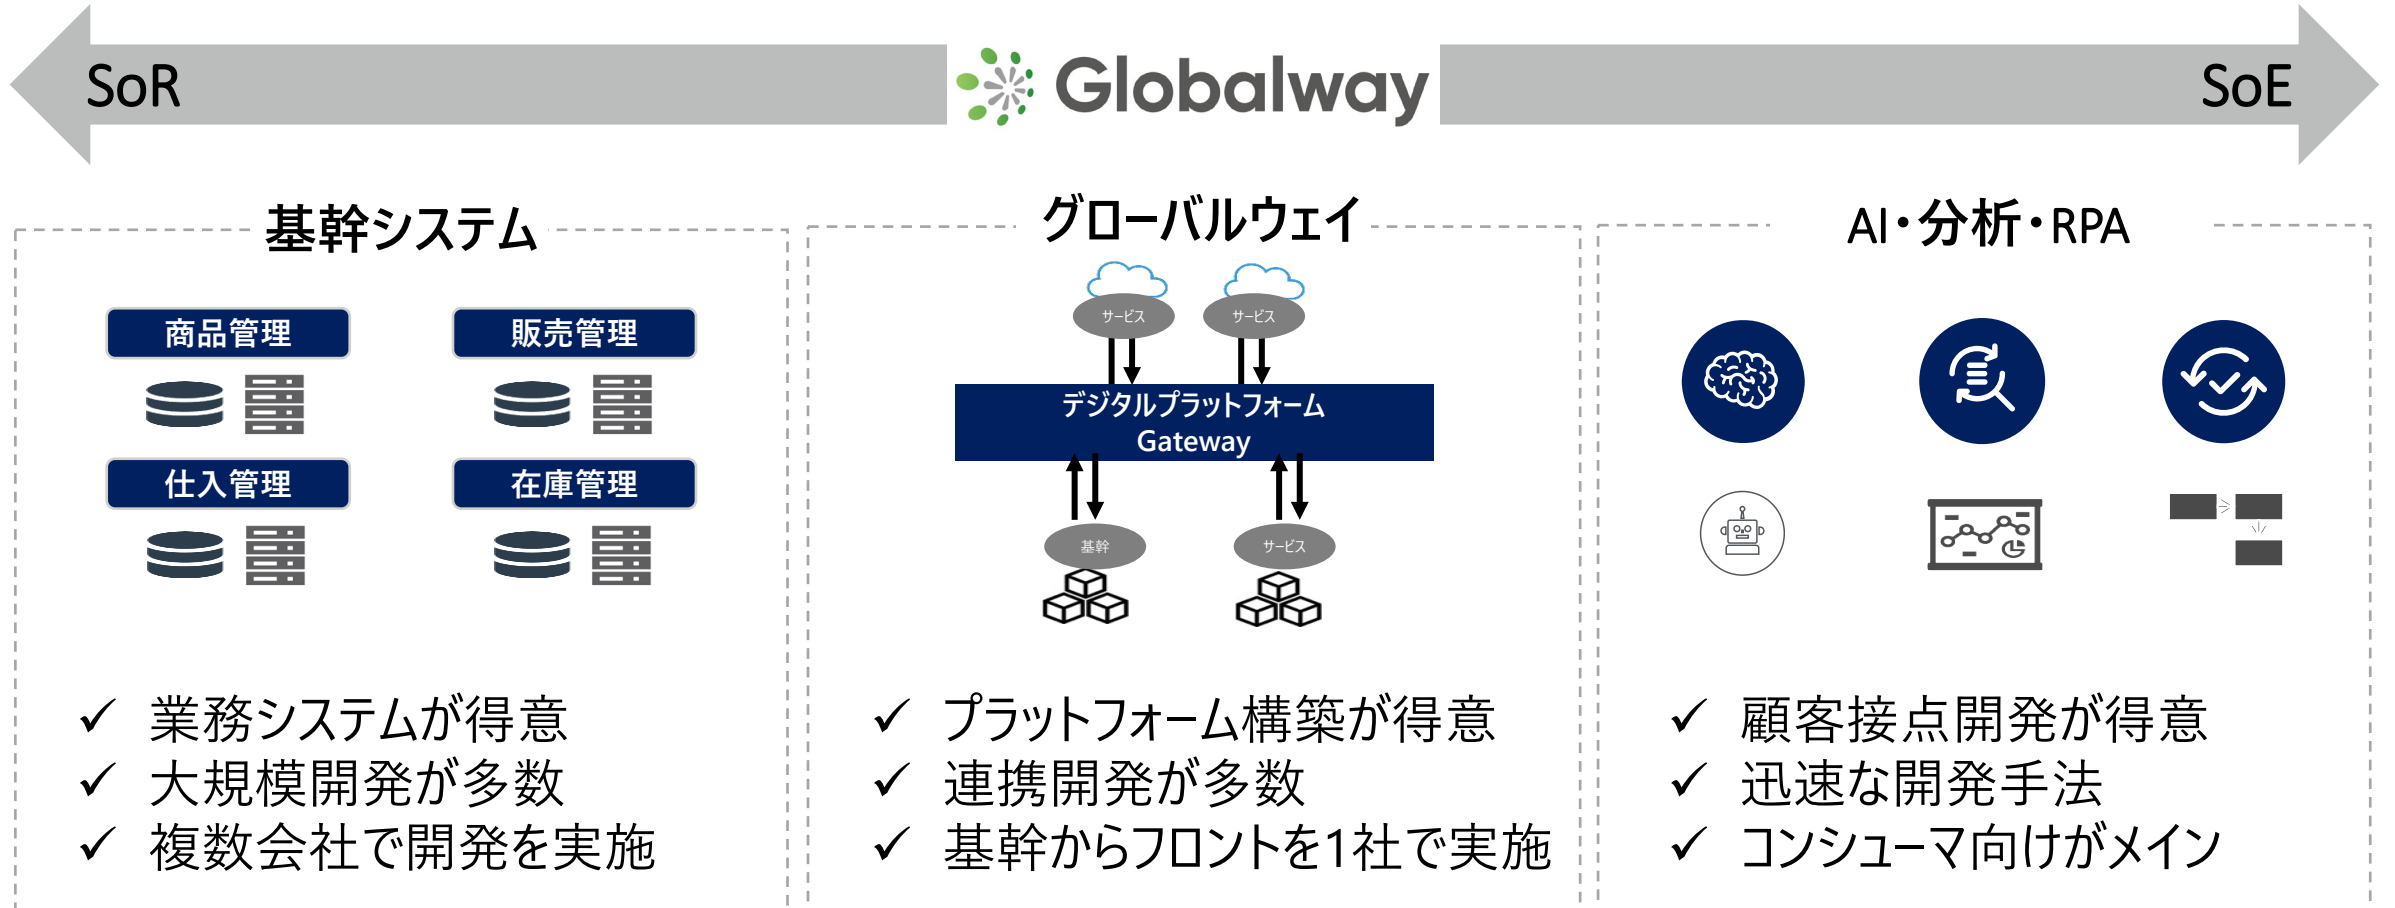 SoR
Globalway
SoE
基幹システム
グローバルウェイ
AI・分析・RPA
商品管理
販売管理
仕入管理
在庫管理
サービス
サービス
デジタルプラットフォーム
Gateway
基幹
サービス
✓ 業務システムが得意
✓ 大規模開発が多数
✓ 複数会社で開発を実施
✓ プラットフォーム構築が得意
✓ 連携開発が多数
✓ 基幹からフロントを1社で実施
✓ 顧客接点開発が得意
✓ 迅速な開発手法
✓ コンシューマ向けがメイン